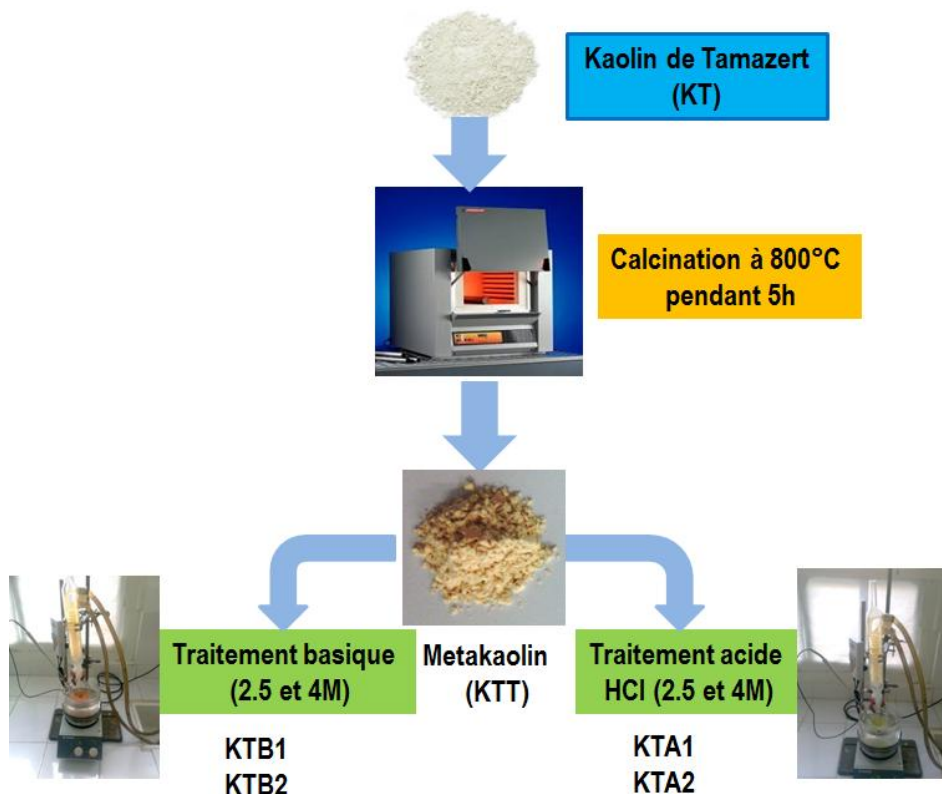 Kaolin de Tamazert
(KT)
Calcination à 800°C
pendant 5h
Traitement basique
(2.5 et 4M)
Metakaolin
(KTT)
Traitement acide
HCl (2.5 et 4M)
KTB1
KTB2
KTA1
KTA2